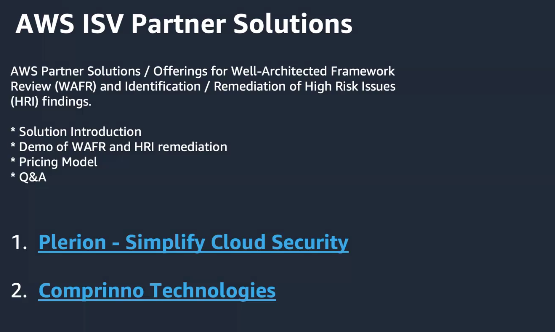 AWS ISV Partner Solutions
AWS Partner Solutions / Offerings for Well-Architected Framework
Review (WAFR) and Identification / Remediation of High Risk Issues
(HRI) findings.
* Solution Introduction
* Demo of WAFR and HRI remediation
* Pricing Model
* Q&A
1. Plerion - Simplify Cloud Security
2. Comprinno Technologies